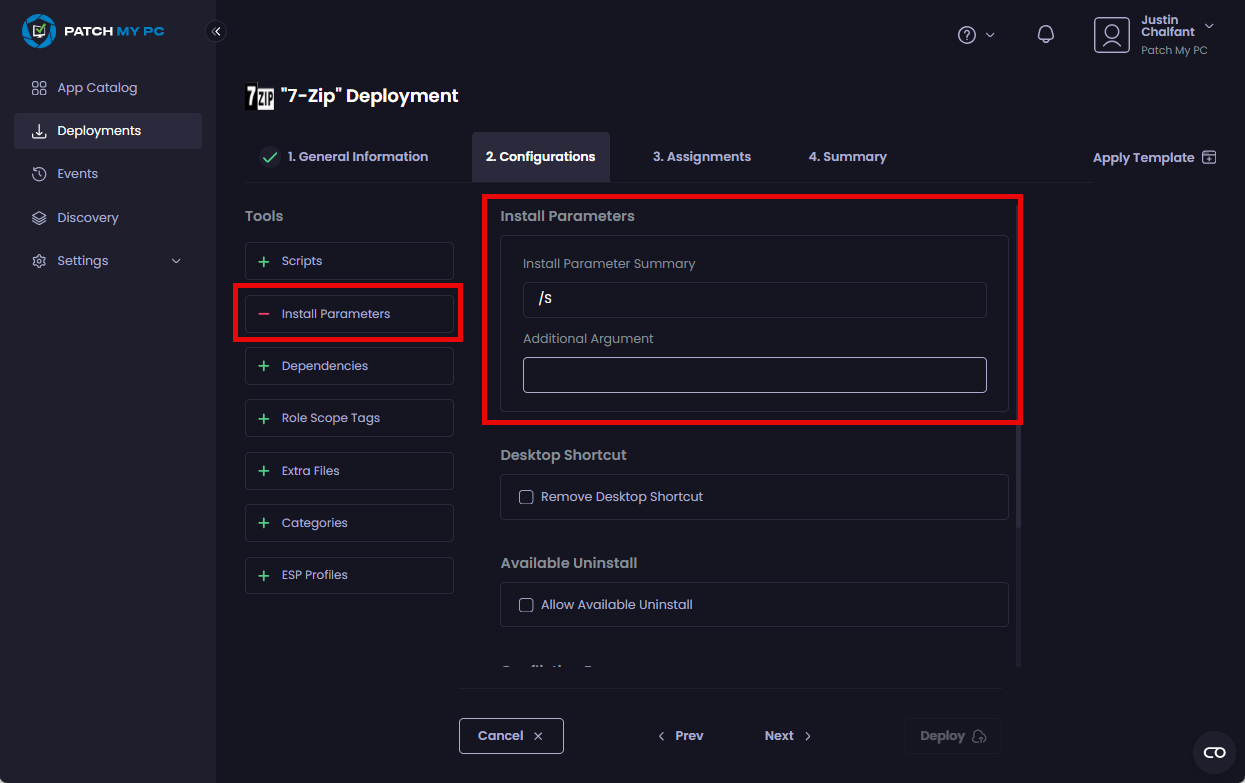 PATCH MY PC
Justin
Chalfant
Patch My PC
App Catalog
Deployments
Events
Discovery
Settings
7 ZIP "7-Zip" Deployment
1. General Information
2. Configurations
3. Assignments
4. Summary
Apply Template
Tools
Scripts
Install Parameters
Dependencies
Role Scope Tags
Extra Files
Categories
ESP Profiles
Install Parameters
Install Parameter Summary
/S
Additional Argument
Desktop Shortcut
Remove Desktop Shortcut
Available Uninstall
Allow Available Uninstall
Cancel
Prev
Next
Deploy